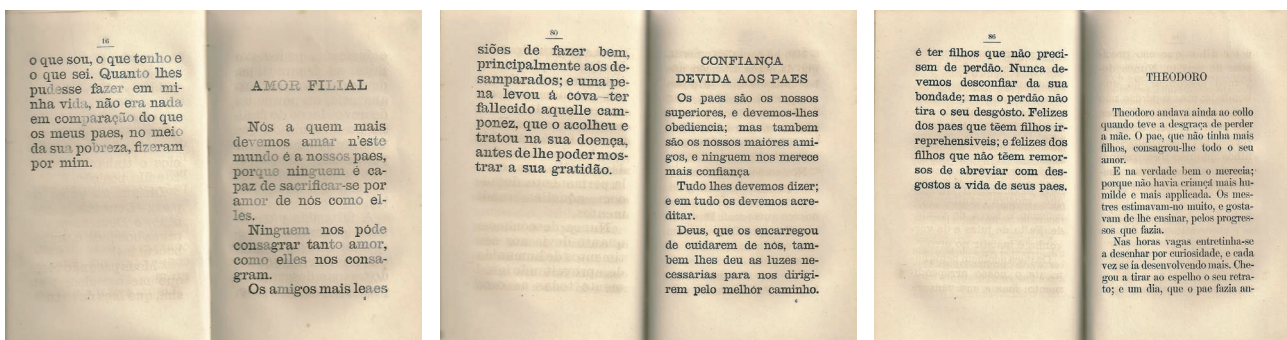 16
o que sou, o que tenho e
o que sei. Quanto lhes
pudesse fazer em mi-
nha vida, não era nada
em comparação do que
os meus paes, no meio
da sua pobreza, fizeram
por mim.
AMOR FILIAL
Nós a quem mais
devemos amar n'este
mundo é a nossos paes,
porque ninguem é ca-
paz de sacrificar-se por
amor de nós como el-
les.
Ninguem nos póde
consagrar tanto amor,
como elles nos consa-
gram.
Os amigos mais leaes
80
siões de fazer bem,
principalmente aos de-
samparados; e uma pe-
na levou á cóva—ter
fallecido aquelle cam-
ponez, que o acolheu e
tratou na sua doença,
antes de lhe poder mos-
trar a sua gratidão.
CONFIANÇA
DEVIDA AOS PAES
Os paes são os nossos
superiores, e devemos-lhes
obediencia; mas tambem
são os nossos maiores ami-
gos, e ninguem nos merece
mais confiança
Tudo lhes devemos dizer;
e em tudo os devemos acre-
ditar.
Deus, que os encarregou
de cuidarem de nós, tam-
bem lhes deu as luzes ne-
cessarias para nos dirigi-
rem pelo melhor caminho.
86
é ter filhos que não preci-
sem de perdão. Nunca de-
vemos desconfiar da sua
bondade; mas o perdão não
tira o seu desgôsto. Felizes
dos paes que têem filhos ir-
reprehensiveis; e felizes dos
filhos que não têem remor-
sos de abreviar com des-
gostos a vida de seus paes.
THEODORO
Theodoro andava ainda ao collo
quando teve a desgraça de perder
a mãe. O pae, que não tinha mais
filhos, consagrou-lhe todo o seu
amor.
E na verdade bem o merecia;
porque não havia criança mais hu-
milde e mais applicada. Os mes-
tres estimavam-no muito, e gosta-
vam de lhe ensinar, pelos progres-
sos que fazia.
Nas horas vagas entretinha-se
a desenhar por curiosidade, e cada
vez se ía desenvolvendo mais. Che-
gou a tirar ao espelho o seu retra-
to; e um dia, que o pae fazia an-